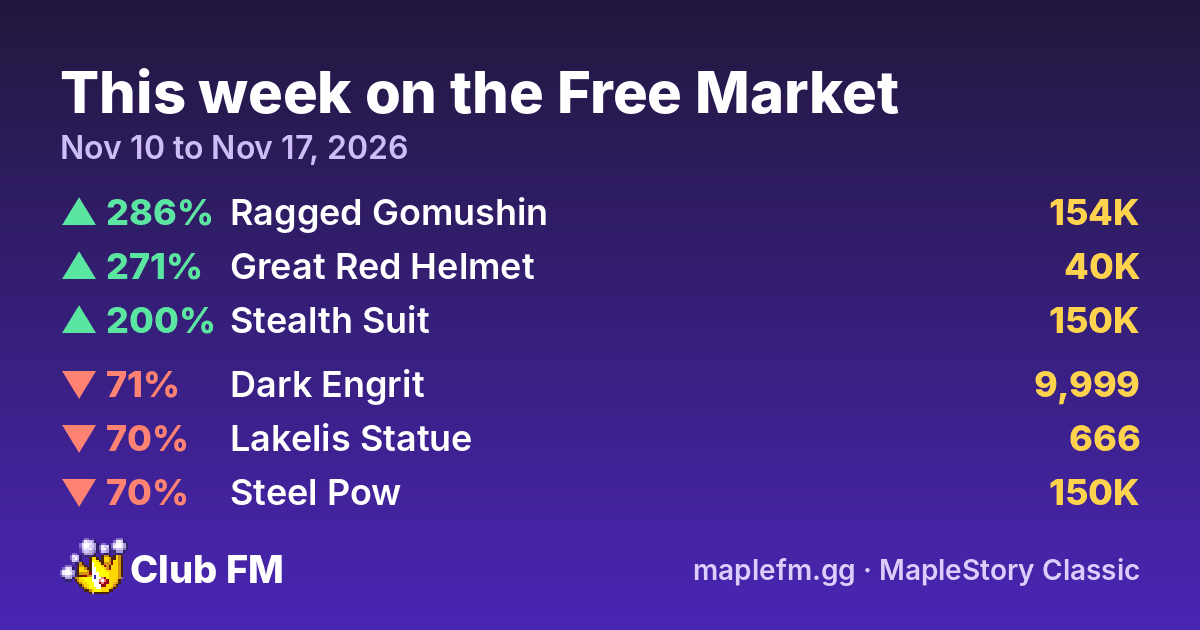 This week on the Free Market
Nov 10 to Nov 17, 2026
▲ 286% Ragged Gomushin 154K
▲ 271% Great Red Helmet 40K
▲ 200% Stealth Suit 150K
▼ 71% Dark Engrit 9,999
▼ 70% Lakelis Statue 666
▼ 70% Steel Pow 150K
Club FM maplefm.gg · MapleStory Classic